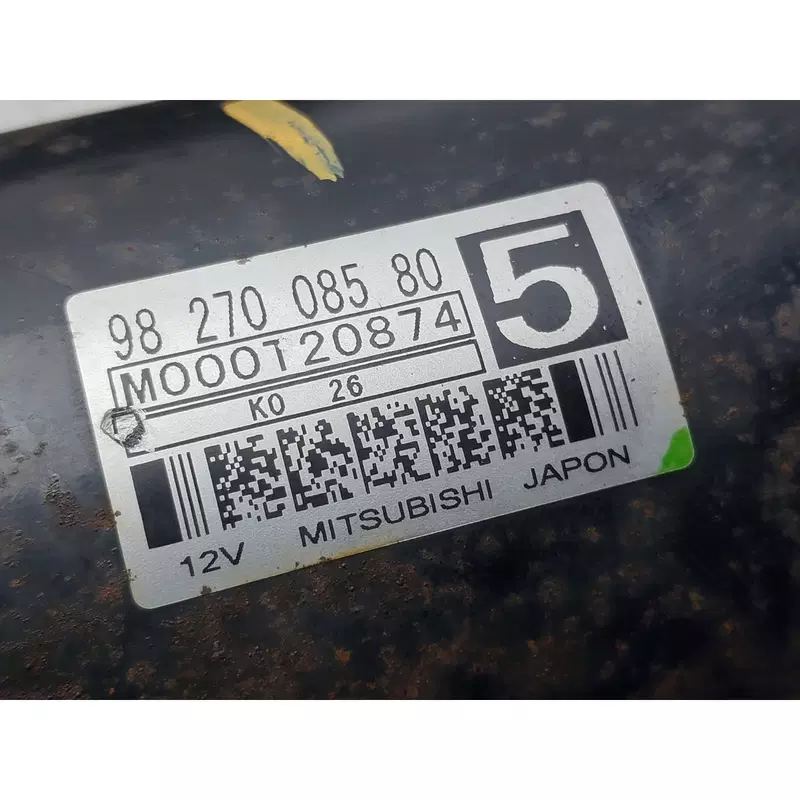 98 270 085 80
5
M000T20874
K0 26
12V MITSUBISHI JAPON